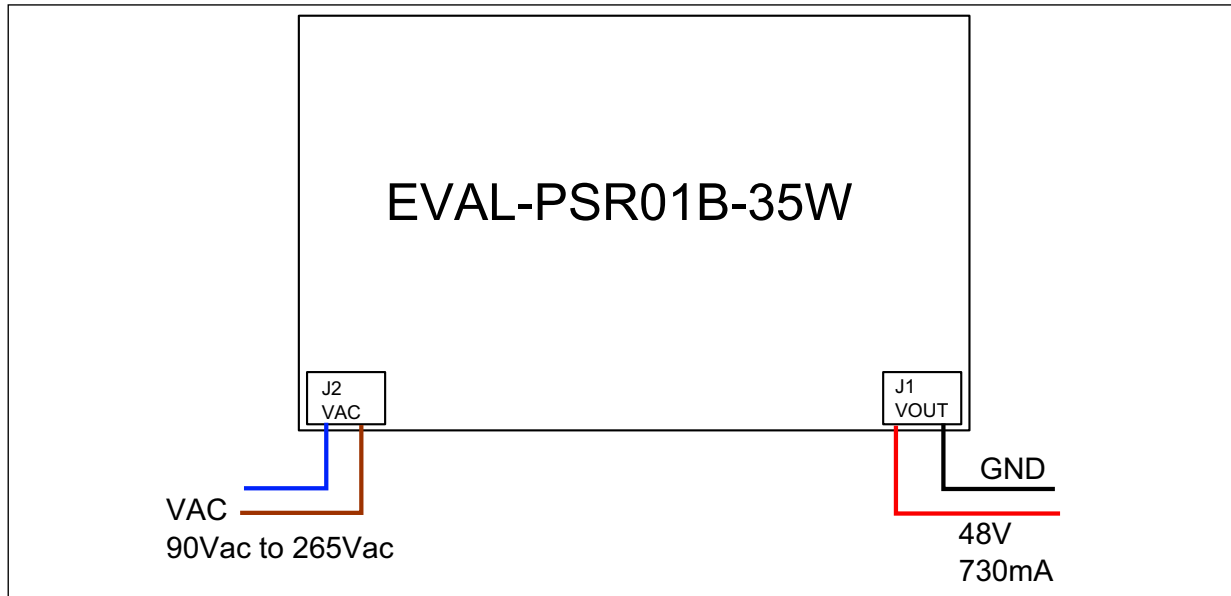 EVAL-PSR01B-35W
J2
VAC
J1
VOUT
VAC
90Vac to 265Vac
GND
48V
730mA